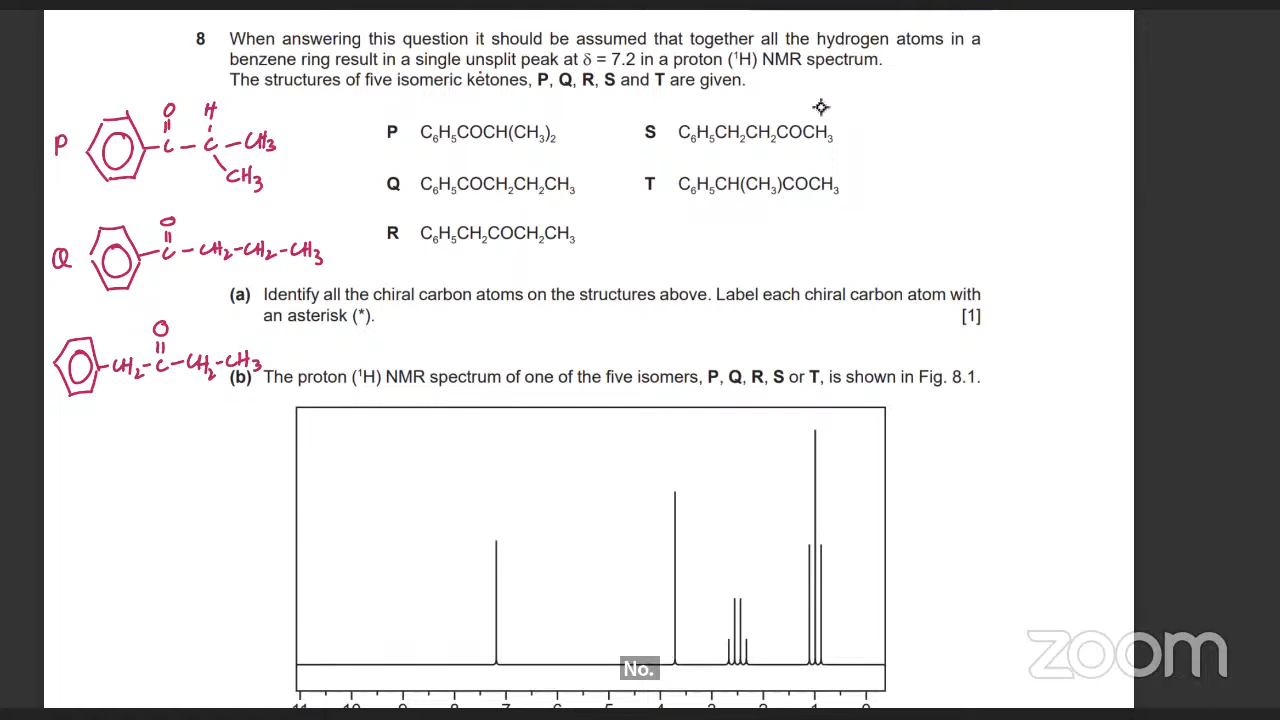 8 When answering this question it should be assumed that together all the hydrogen atoms in a
benzene ring result in a single unsplit peak at δ = 7.2 in a proton (¹H) NMR spectrum.
The structures of five isomeric ketones, P, Q, R, S and T are given.
O H
P C - C - CH3
CH3
P C₆H₅COCH(CH₃)₂ S C₆H₅CH₂CH₂COCH₃
Q C₆H₅COCH₂CH₂CH₃ T C₆H₅CH(CH₃)COCH₃
O
Q C - CH2 - CH2 - CH3
R C₆H₅CH₂COCH₂CH₃
(a) Identify all the chiral carbon atoms on the structures above. Label each chiral carbon atom with
an asterisk (*). [1]
O
CH2 - C - CH2 - CH3
(b) The proton (¹H) NMR spectrum of one of the five isomers, P, Q, R, S or T, is shown in Fig. 8.1.
No.
zoom